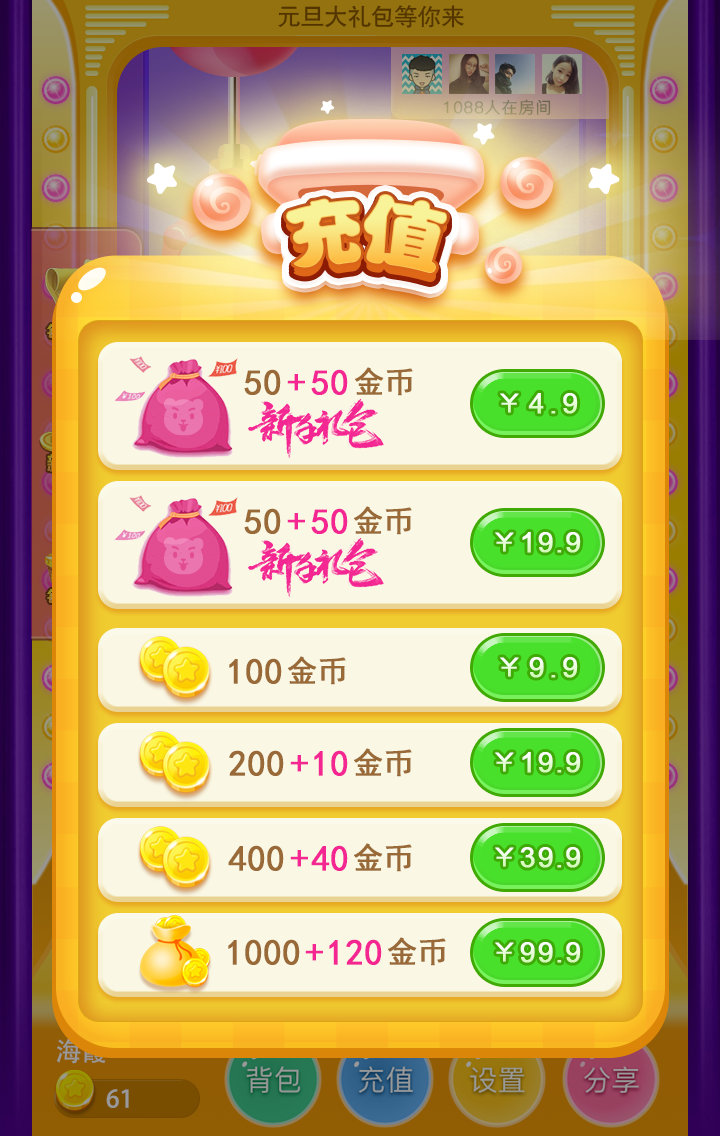 元旦大礼包等你来
1088人在房间
充值
50+50金币
新手礼包
¥4.9
50+50金币
新手礼包
¥19.9
100金币
¥9.9
200+10金币
¥19.9
400+40金币
¥39.9
1000+120金币
¥99.9
海霞
61
背包
充值
设置
分享